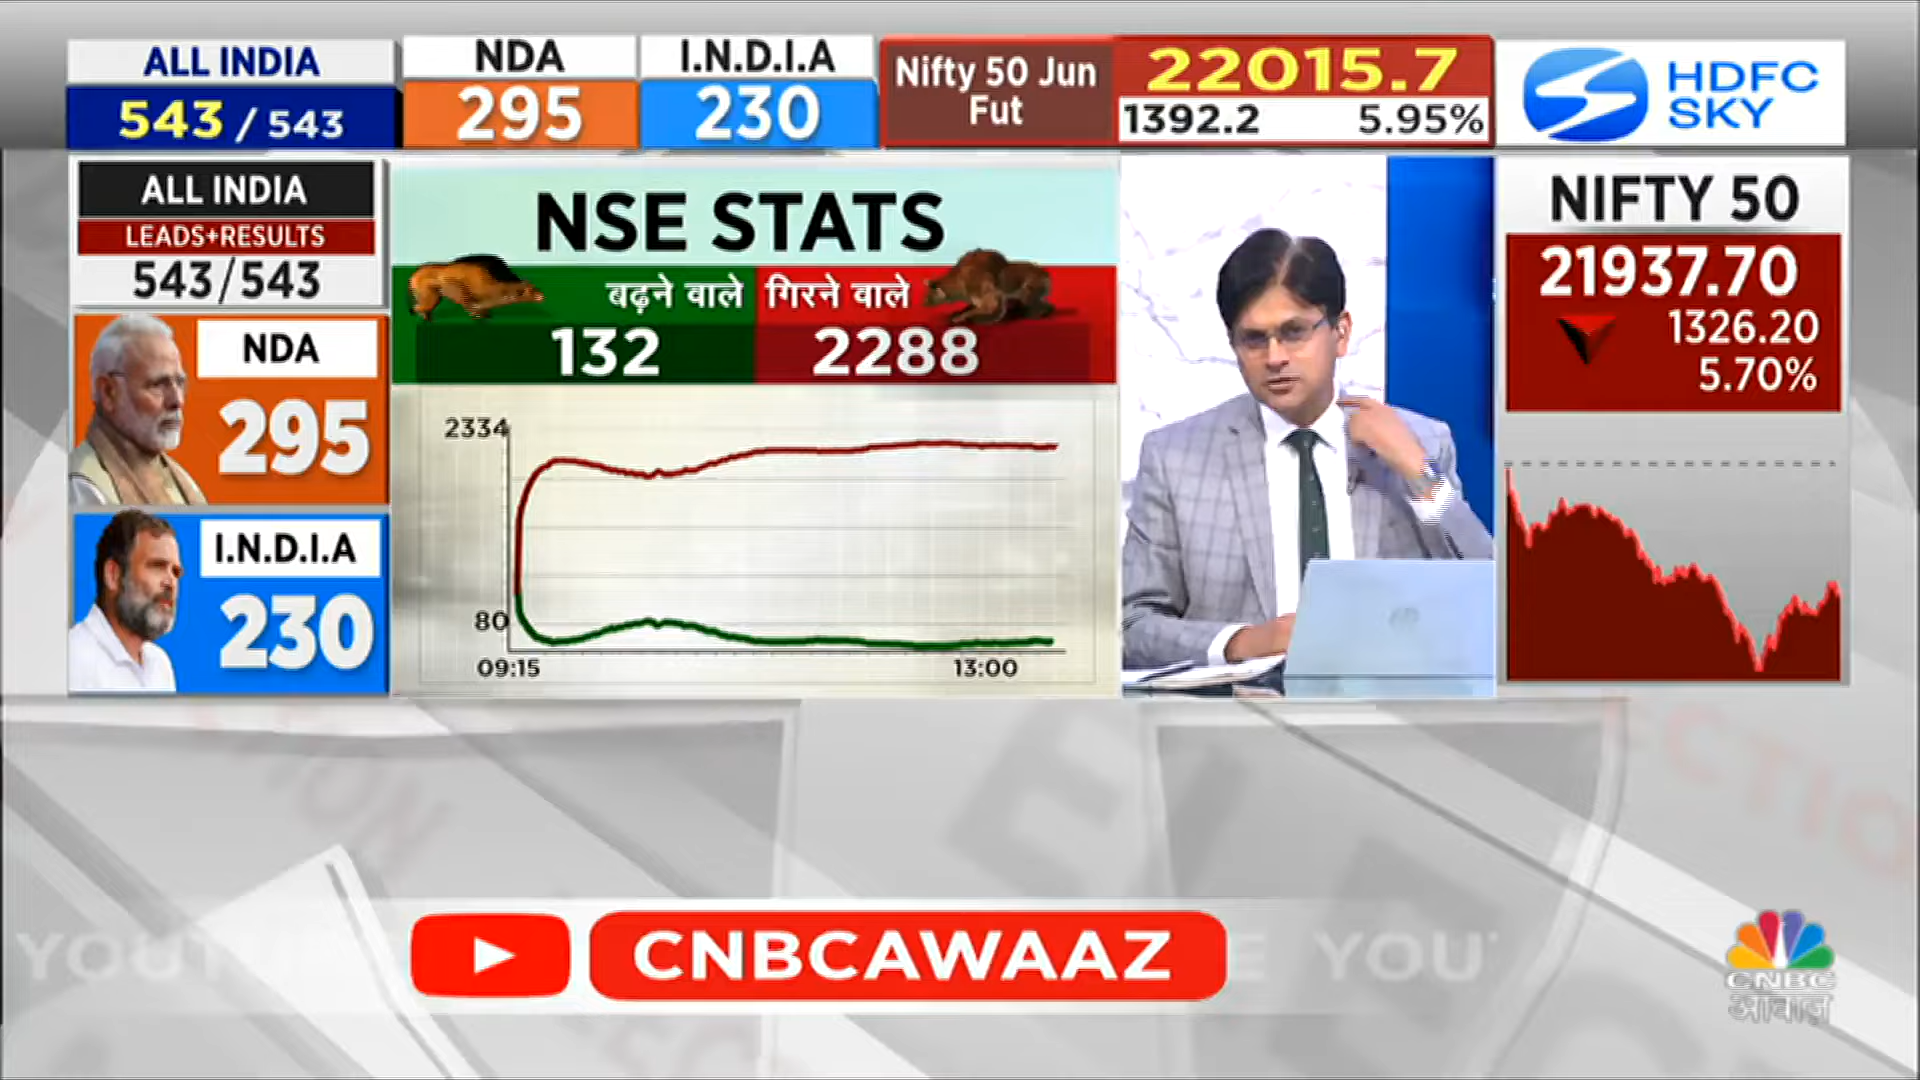 ALL INDIA
543 / 543
NDA
295
I.N.D.I.A
230
Nifty 50 Jun
Fut
22015.7
1392.2 5.95%
HDFC
SKY
ALL INDIA
LEADS+RESULTS
543/543
NDA
295
I.N.D.I.A
230
NSE STATS
बढ़ने वाले गिरने वाले
132 2288
2334
80
09:15 13:00
NIFTY 50
21937.70
1326.20
5.70%
CNBCAWAAZ
YOU
CNBC
आवाज़